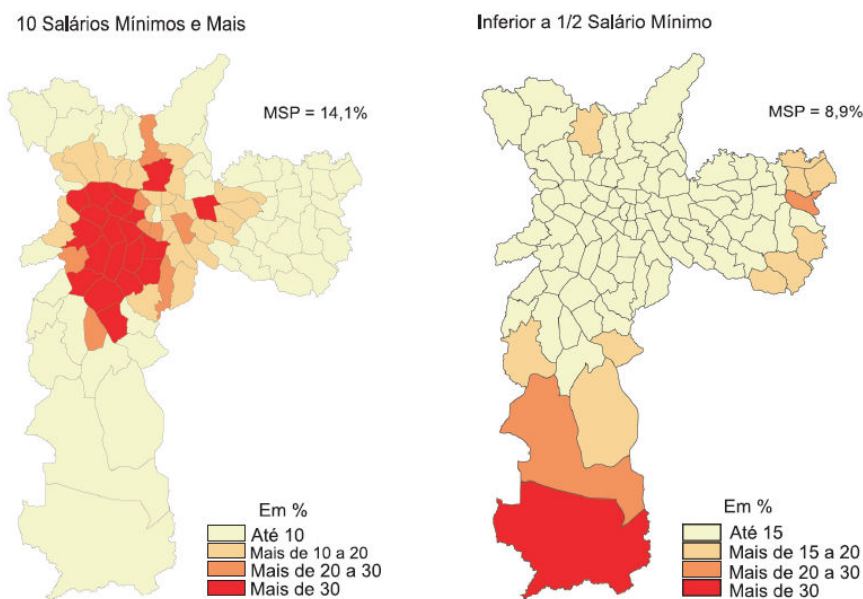 10 Salários Mínimos e Mais
MSP = 14,1%
Em %
Até 10
Mais de 10 a 20
Mais de 20 a 30
Mais de 30
Inferior a 1/2 Salário Mínimo
MSP = 8,9%
Em %
Até 15
Mais de 15 a 20
Mais de 20 a 30
Mais de 30